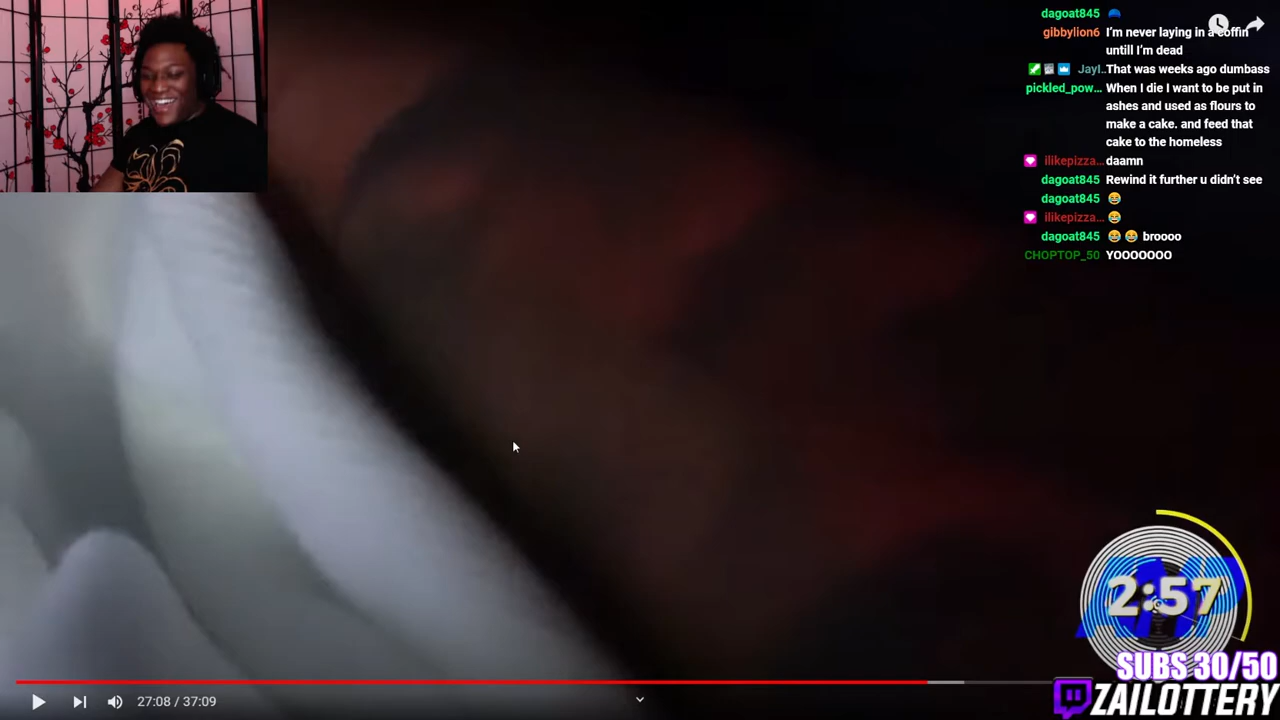 dagoat845 🧢
gibbylion6 I'm never laying in a coffin
untill I'm dead
Jayl... That was weeks ago dumbass
pickled_pow... When I die I want to be put in
ashes and used as flours to
make a cake. and feed that
cake to the homeless
ilikepizza... daamn
dagoat845 Rewind it further u didn't see
dagoat845 😂
ilikepizza... 😂
dagoat845 😂 😂 broooo
CHOPTOP_50 YOOOOOOO
2:57
SUBS 30/50
ZAILOTTERY
27:08 / 37:09